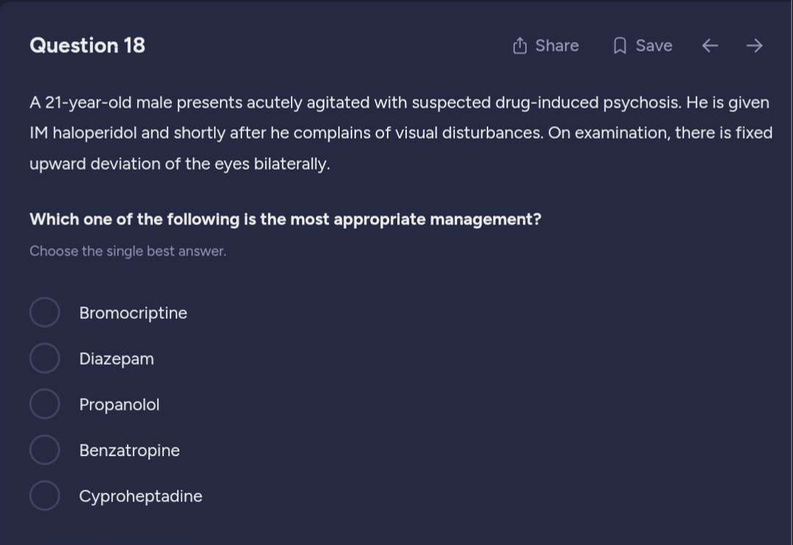 Question 18
Share
Save
A 21-year-old male presents acutely agitated with suspected drug-induced psychosis. He is given
IM haloperidol and shortly after he complains of visual disturbances. On examination, there is fixed
upward deviation of the eyes bilaterally.
Which one of the following is the most appropriate management?
Choose the single best answer.
Bromocriptine
Diazepam
Propanolol
Benzatropine
Cyproheptadine